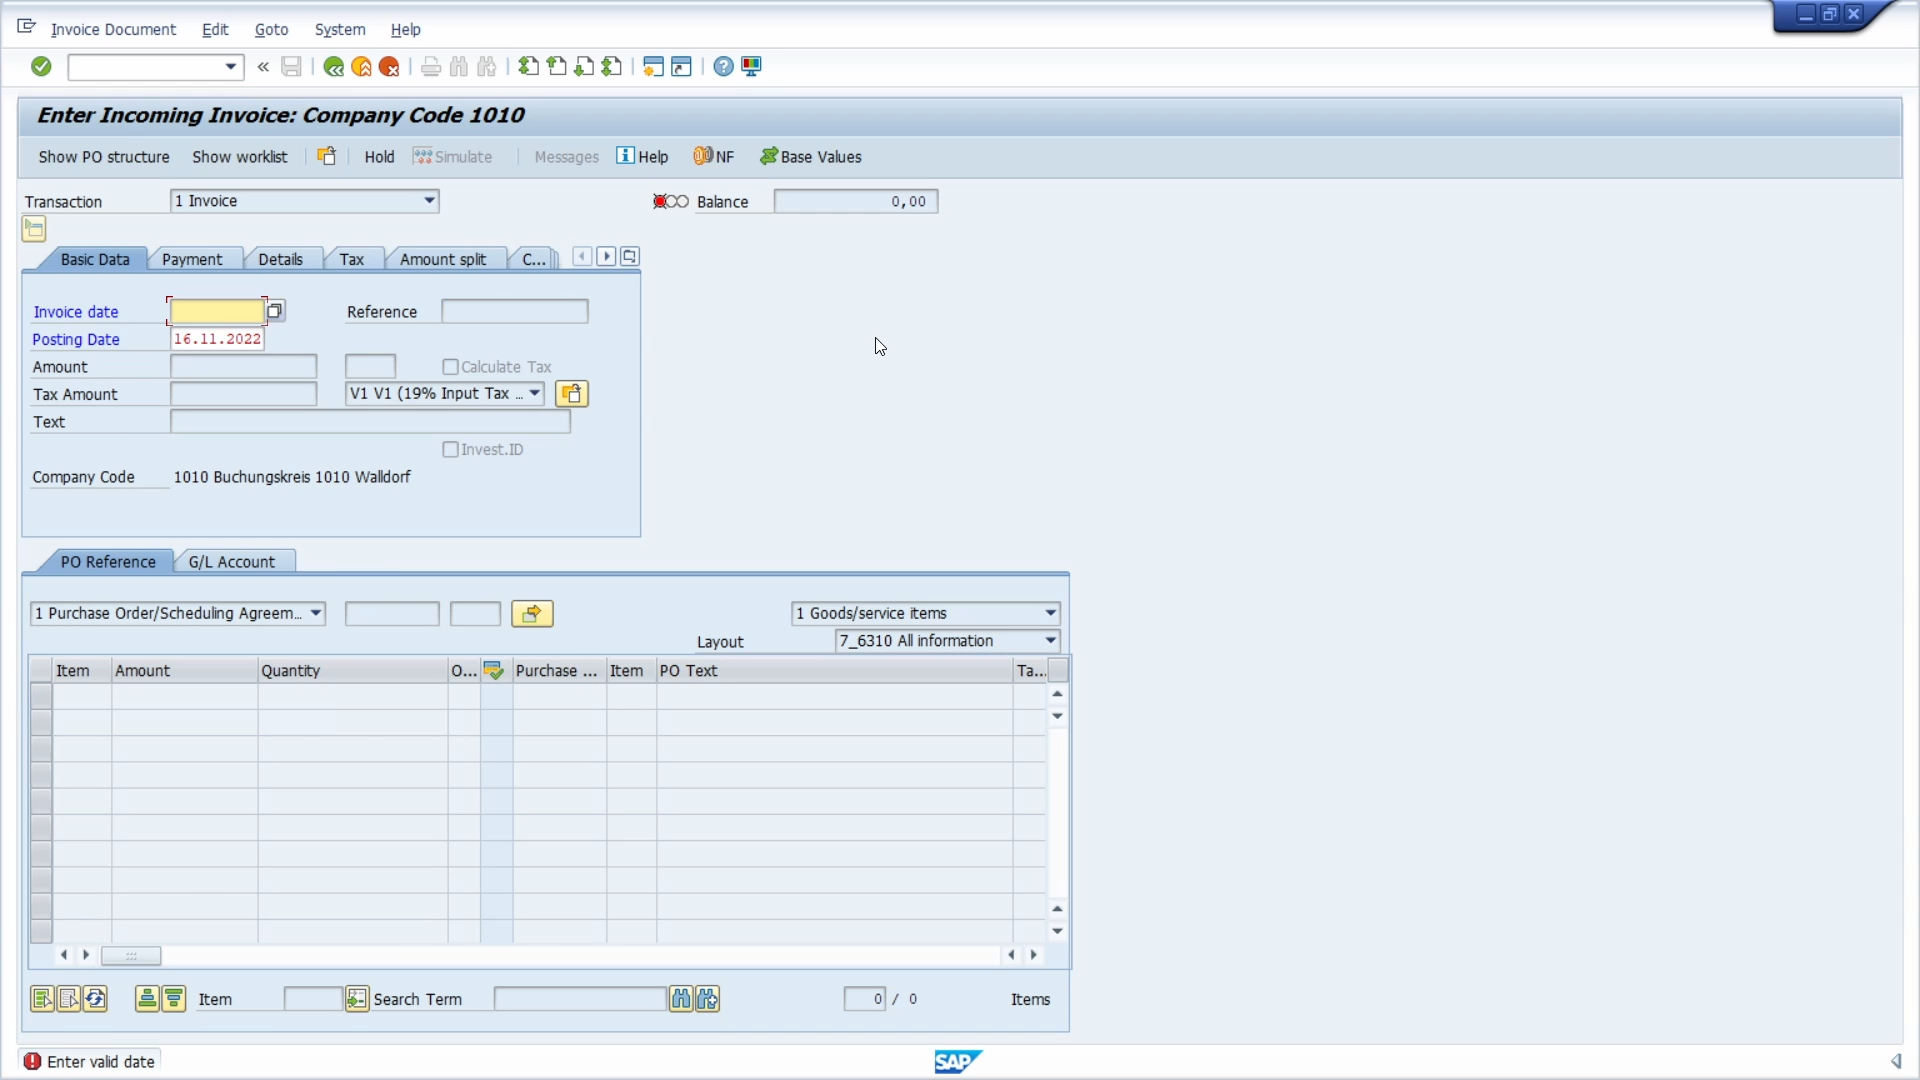 Invoice Document Edit Goto System Help
Enter Incoming Invoice: Company Code 1010
Show PO structure Show worklist Hold Simulate Messages Help NF Base Values
Transaction 1 Invoice Balance 0,00
Basic Data Payment Details Tax Amount split C...
Invoice date Reference
Posting Date 16.11.2022
Amount Calculate Tax
Tax Amount V1 V1 (19% Input Tax ...
Text
Invest.ID
Company Code 1010 Buchungskreis 1010 Walldorf
PO Reference G/L Account
1 Purchase Order/Scheduling Agreem... 1 Goods/service items
Layout 7_6310 All information
Item Amount Quantity O... Purchase ... Item PO Text Ta...
Item Search Term 0 / 0 Items
Enter valid date SAP